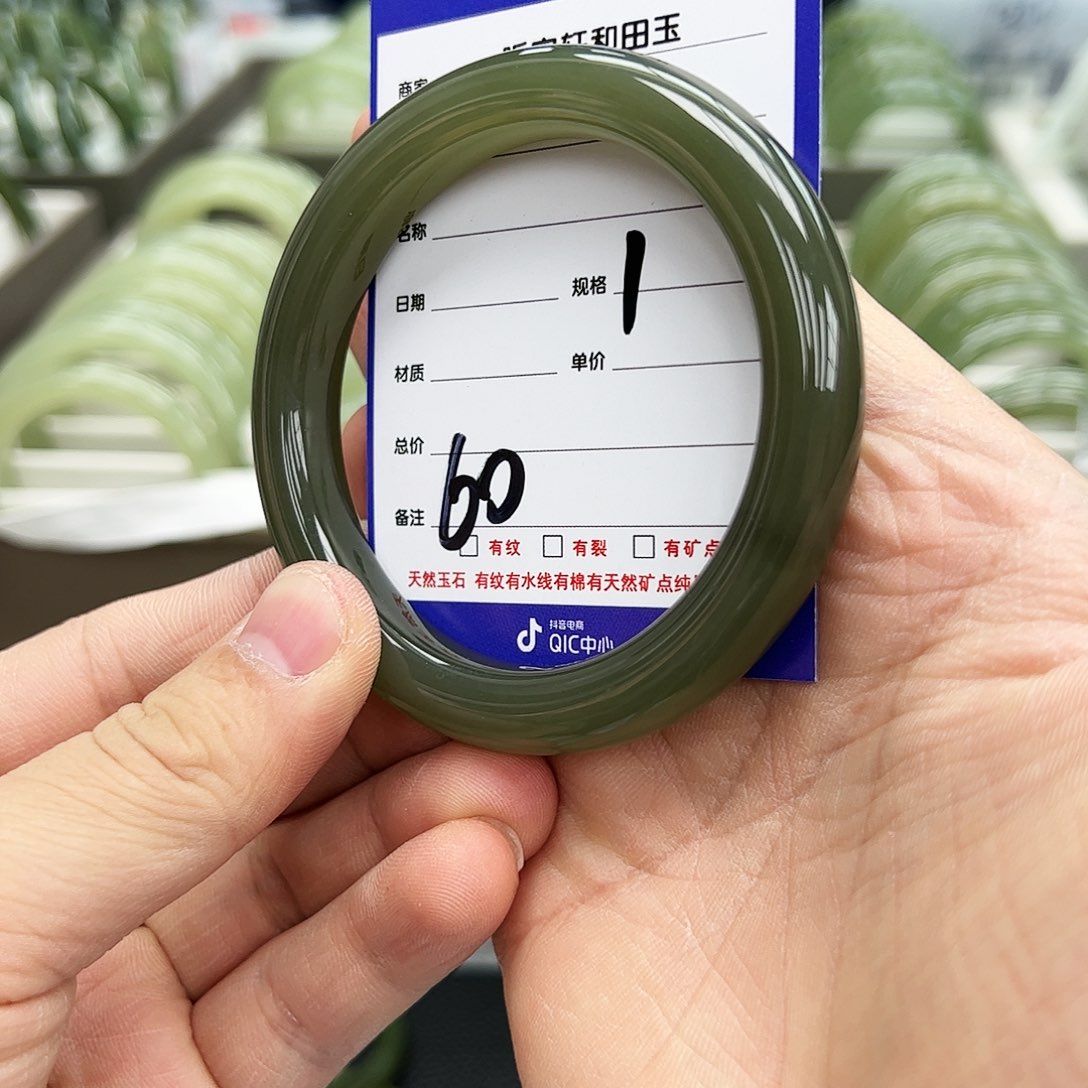 轩和田玉
商家
名称
日期 规格 1
材质 单价
总价
备注 60
有纹 有裂 有矿点
天然玉石 有纹有水线有棉有天然矿点纯
抖音电商
QIC中心